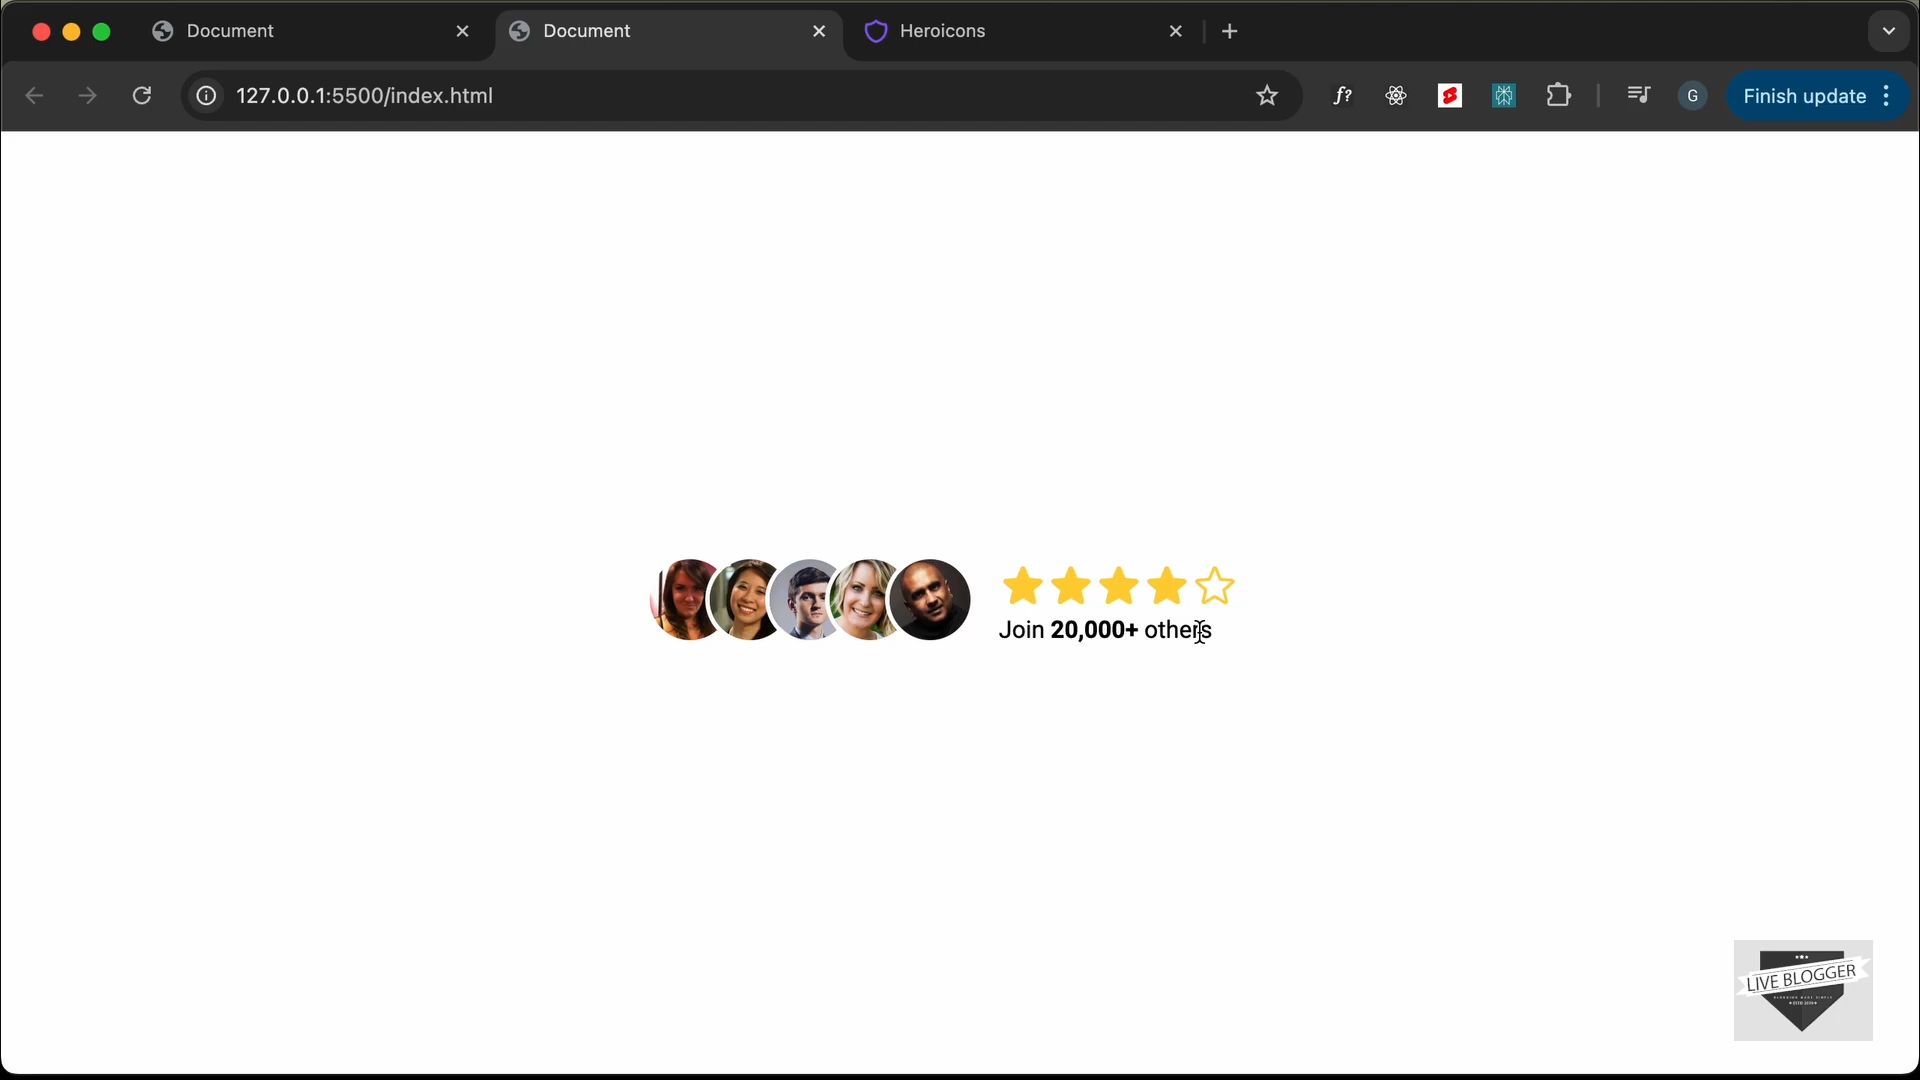 Document
Document
Heroicons
127.0.0.1:5500/index.html
f?
G
Finish update
Join 20,000+ others
LIVE BLOGGER